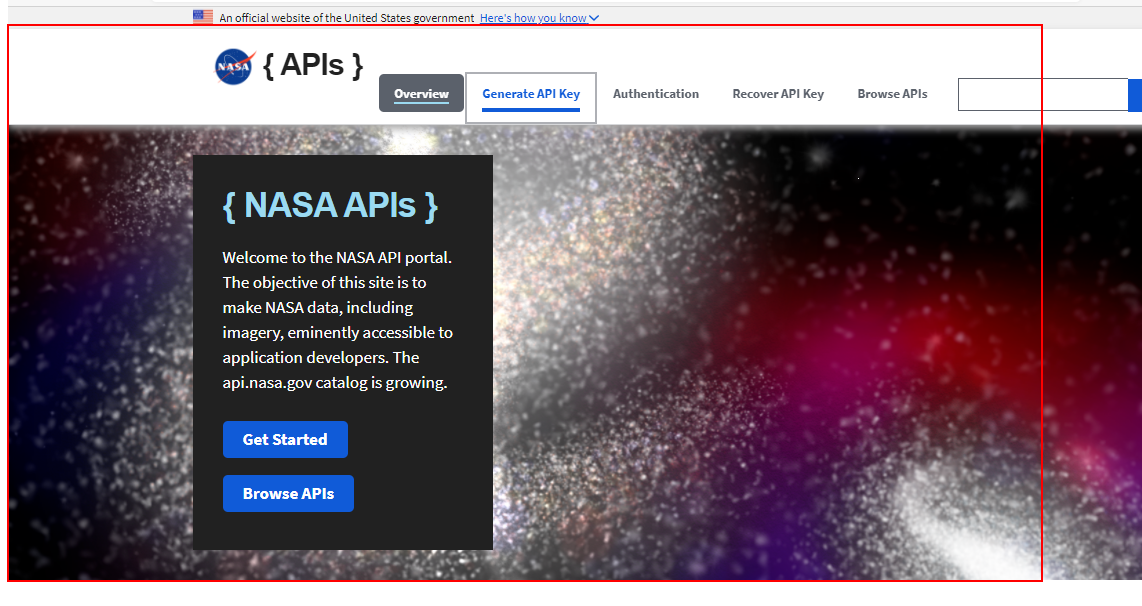 An official website of the United States government Here's how you know
NASA { APIs }
Overview Generate API Key Authentication Recover API Key Browse APIs
{ NASA APIs }
Welcome to the NASA API portal.
The objective of this site is to
make NASA data, including
imagery, eminently accessible to
application developers. The
api.nasa.gov catalog is growing.
Get Started
Browse APIs